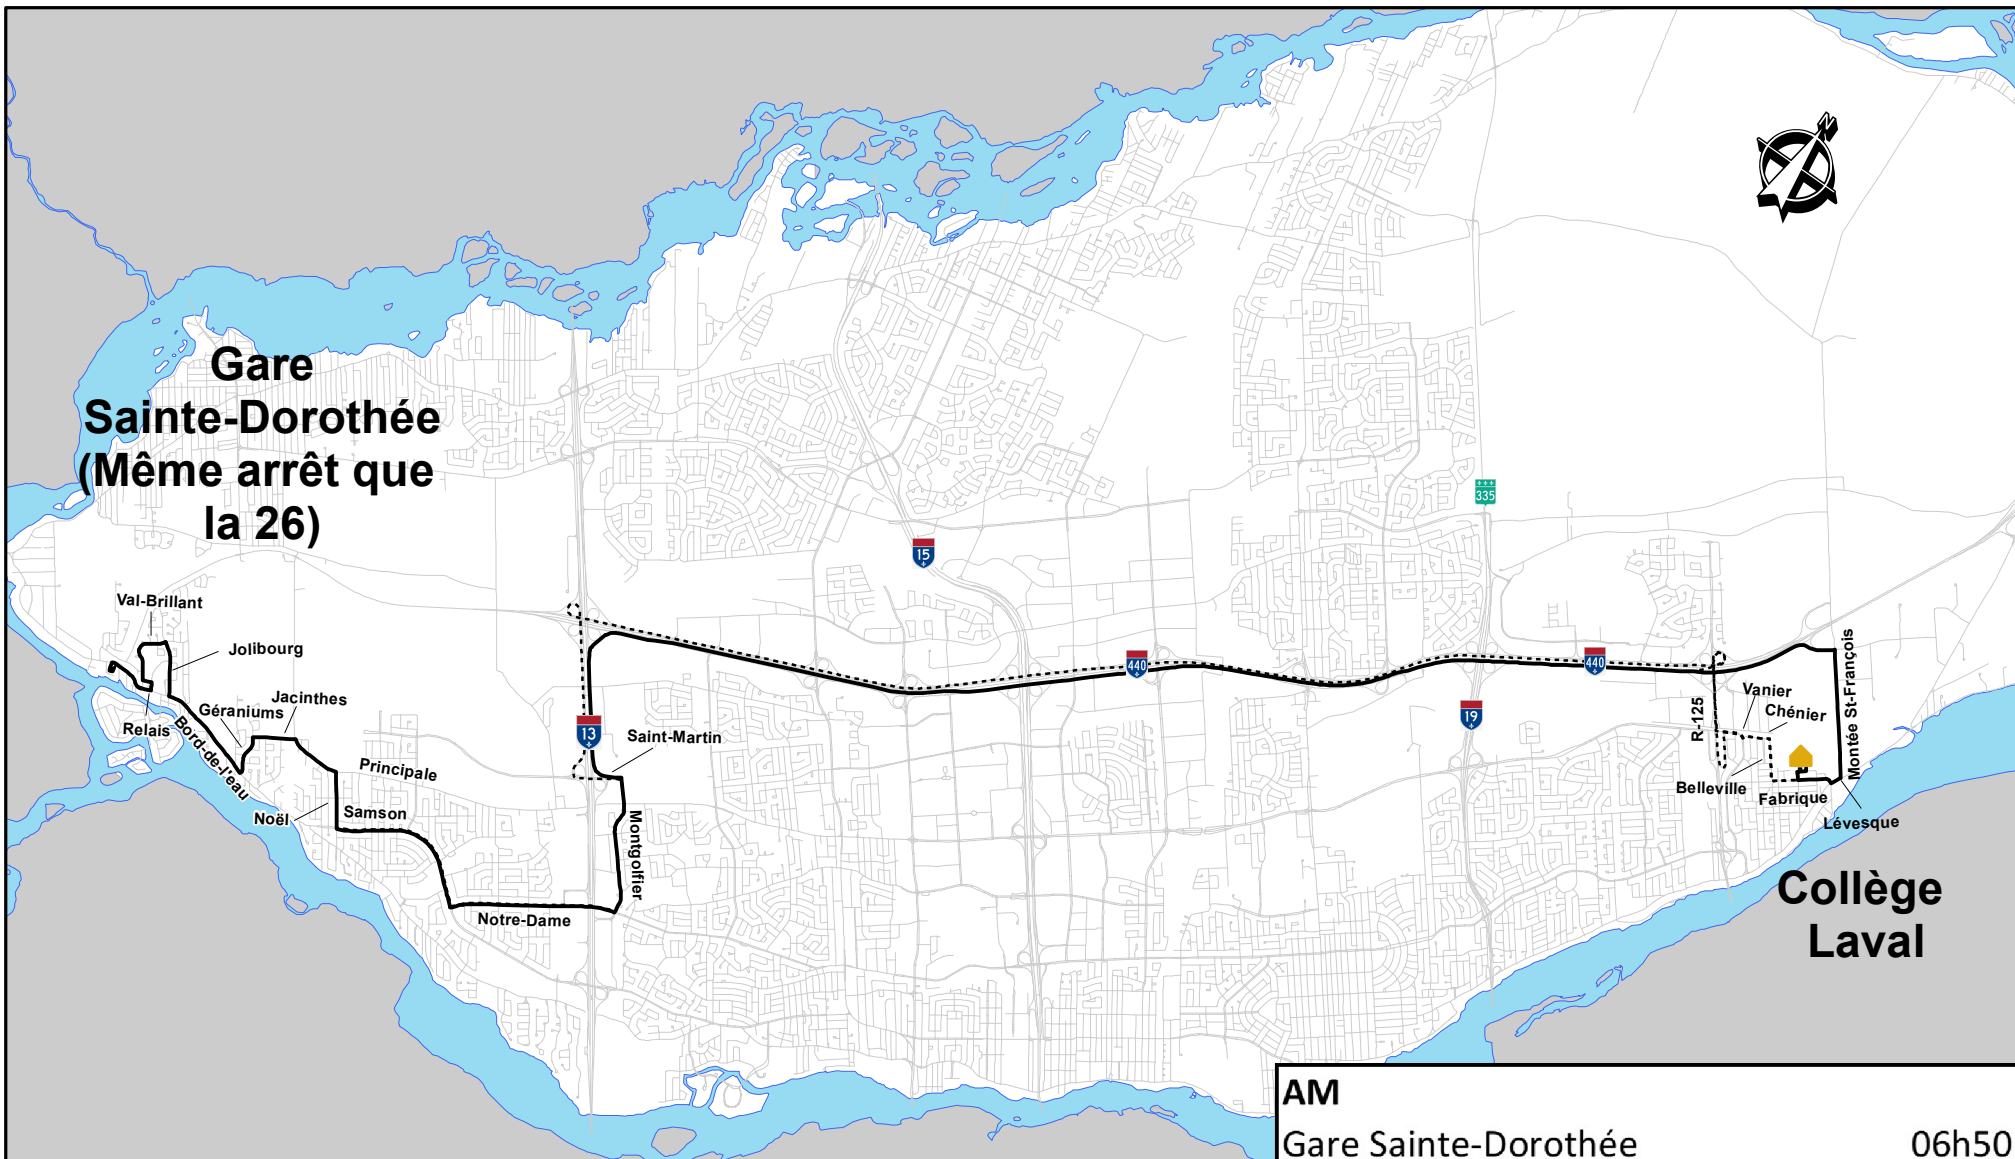 N
Gare
Sainte-Dorothée
(Même arrêt que
la 26)
335
15
Val-Brillant
Jolibourg
Jacinthes
Géraniums
Relais
Bord-de-l'eau
Principale
Noël
Samson
Notre-Dame
Montgolfier
Saint-Martin
13
440
440
19
R-125
Vanier
Chénier
Belleville
Fabrique
Montée St-François
Lévesque
Collège
Laval
AM
Gare Sainte-Dorothée 06h50